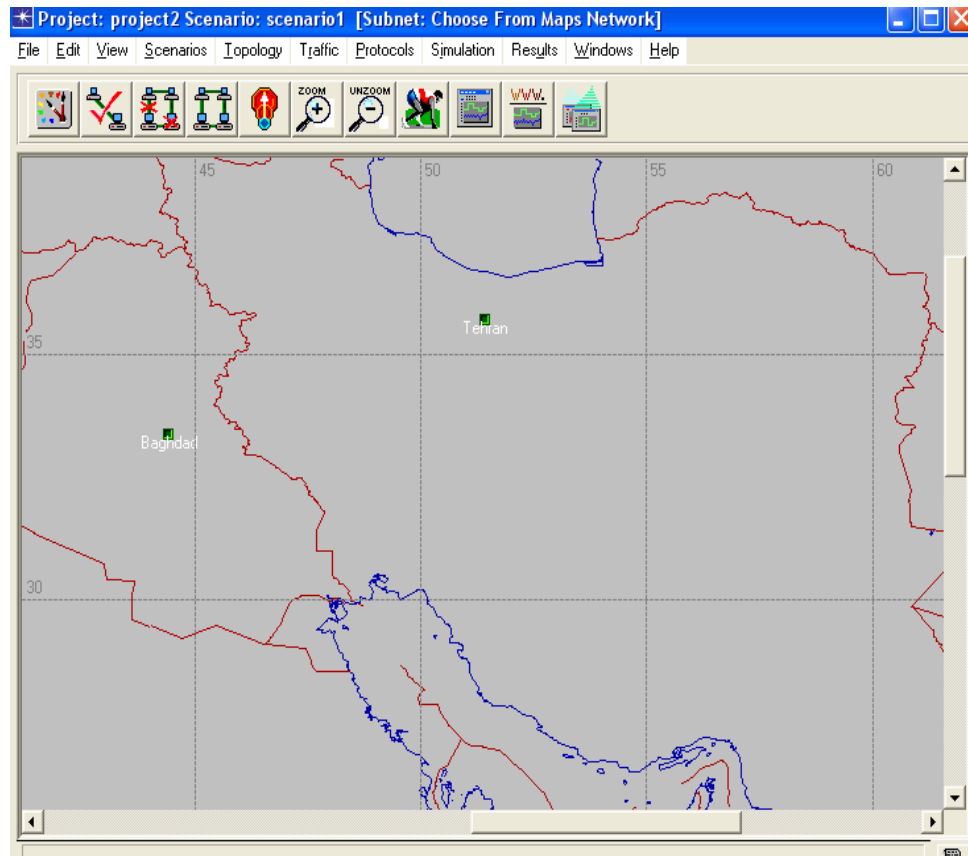 Project: project2 Scenario: scenario1 [Subnet: Choose From Maps Network]
File Edit View Scenarios Topology Traffic Protocols Simulation Results Windows Help
ZOOM UNZOOM WWW.
45 50 55 60
Tehran
35
Baghdad
30